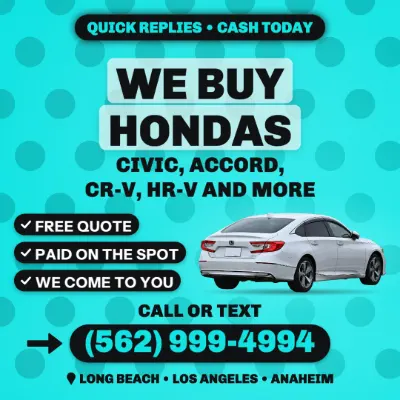 QUICK REPLIES • CASH TODAY
WE BUY
HONDAS
CIVIC, ACCORD,
CR-V, HR-V AND MORE
FREE QUOTE
PAID ON THE SPOT
WE COME TO YOU
CALL OR TEXT
(562) 999-4994
LONG BEACH • LOS ANGELES • ANAHEIM